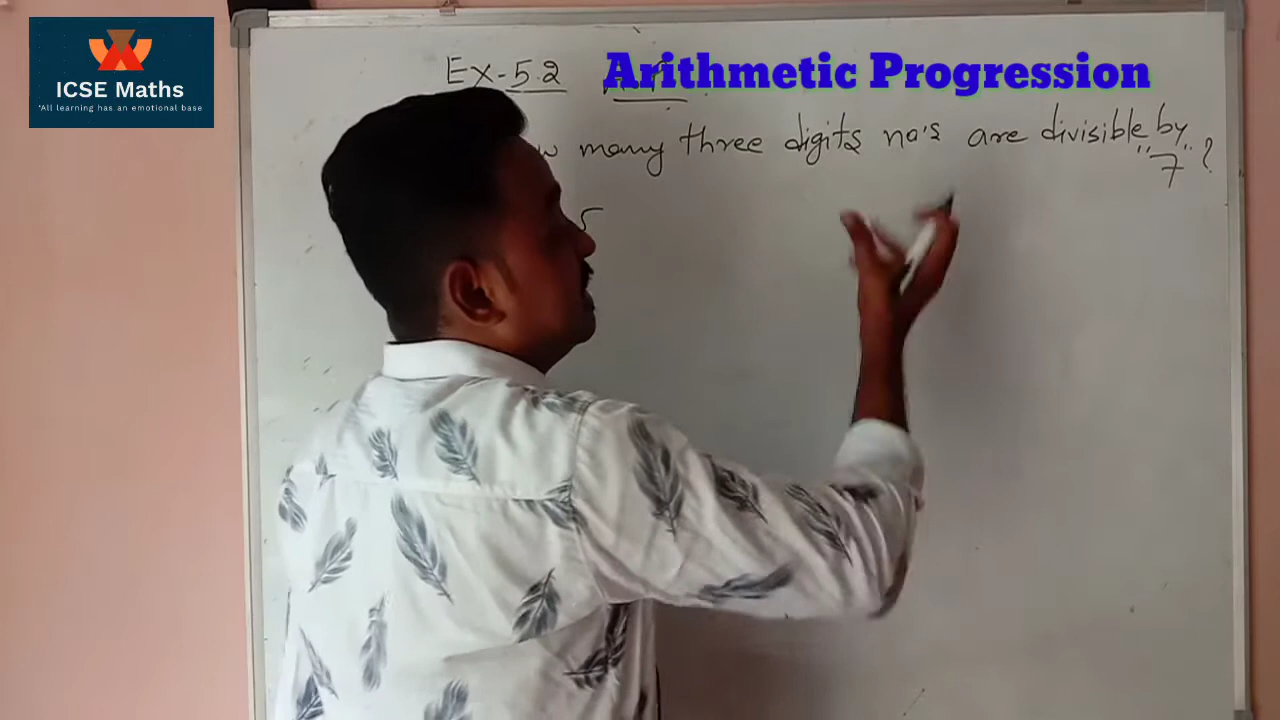 ICSE Maths
"All learning has an emotional base"
Ex-5.2 Arithmetic Progression
many three digits no's are divisible by
"7"?